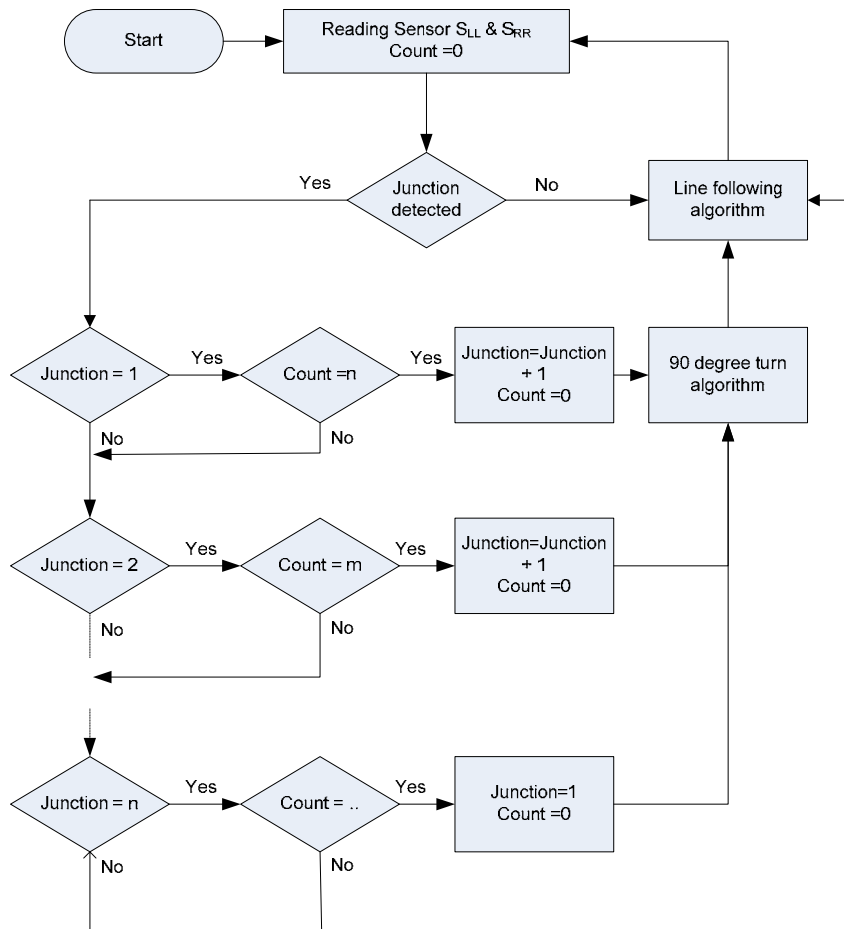 Start
Reading Sensor S_LL & S_RR
Count =0
Junction
detected
Yes
No
Line following
algorithm
Junction = 1
Yes
Count =n
Yes
Junction=Junction
+ 1
Count =0
90 degree turn
algorithm
No
No
Junction = 2
Yes
Count = m
Yes
Junction=Junction
+ 1
Count =0
No
No
Junction = n
Yes
Count = ..
Yes
Junction=1
Count =0
No
No